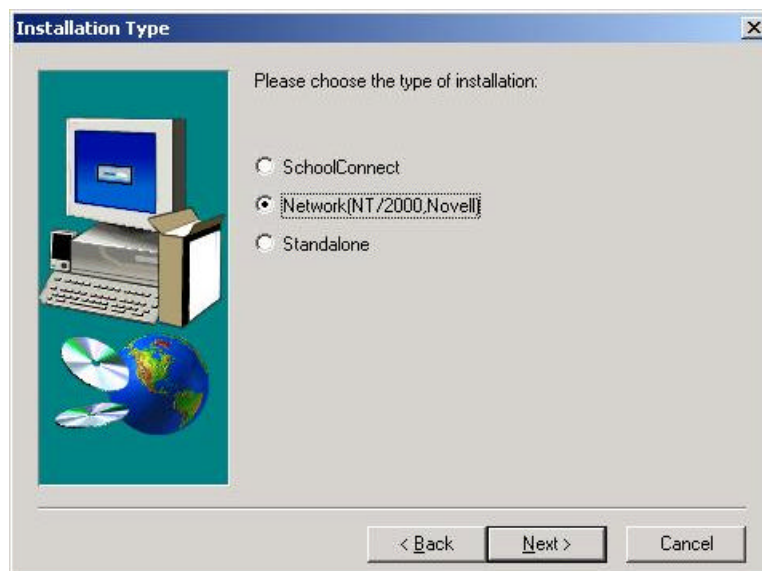 Installation Type
Please choose the type of installation:
SchoolConnect
Network(NT/2000,Novell)
Standalone
< Back Next > Cancel